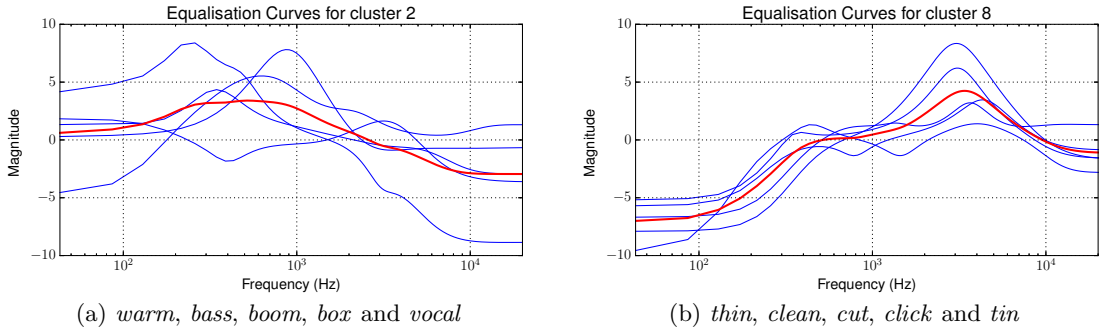 Equalisation Curves for cluster 2
10
5
0
−5
−10
Magnitude
10²
10³
10⁴
Frequency (Hz)
(a) warm, bass, boom, box and vocal
Equalisation Curves for cluster 8
10
5
0
−5
−10
Magnitude
10²
10³
10⁴
Frequency (Hz)
(b) thin, clean, cut, click and tin